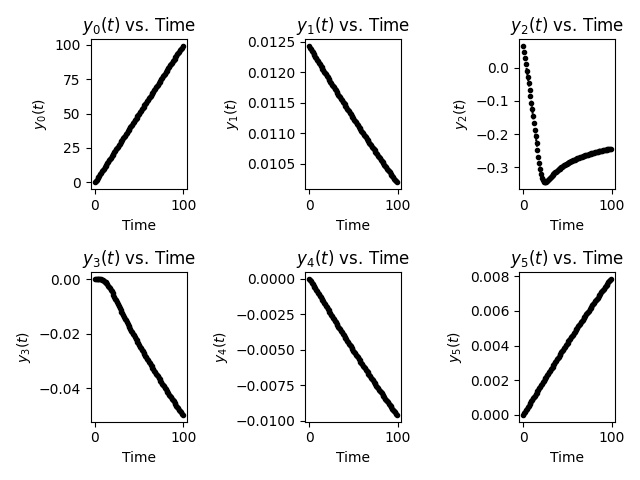 y₀(t) vs. Time
100
75
50
25
0
y₀(t)
0
100
Time
y₁(t) vs. Time
0.0125
0.0120
0.0115
0.0110
0.0105
y₁(t)
0
100
Time
y₂(t) vs. Time
0.0
−0.1
−0.2
−0.3
y₂(t)
0
100
Time
y₃(t) vs. Time
0.00
−0.02
−0.04
y₃(t)
0
100
Time
y₄(t) vs. Time
0.0000
−0.0025
−0.0050
−0.0075
−0.0100
y₄(t)
0
100
Time
y₅(t) vs. Time
0.008
0.006
0.004
0.002
0.000
y₅(t)
0
100
Time